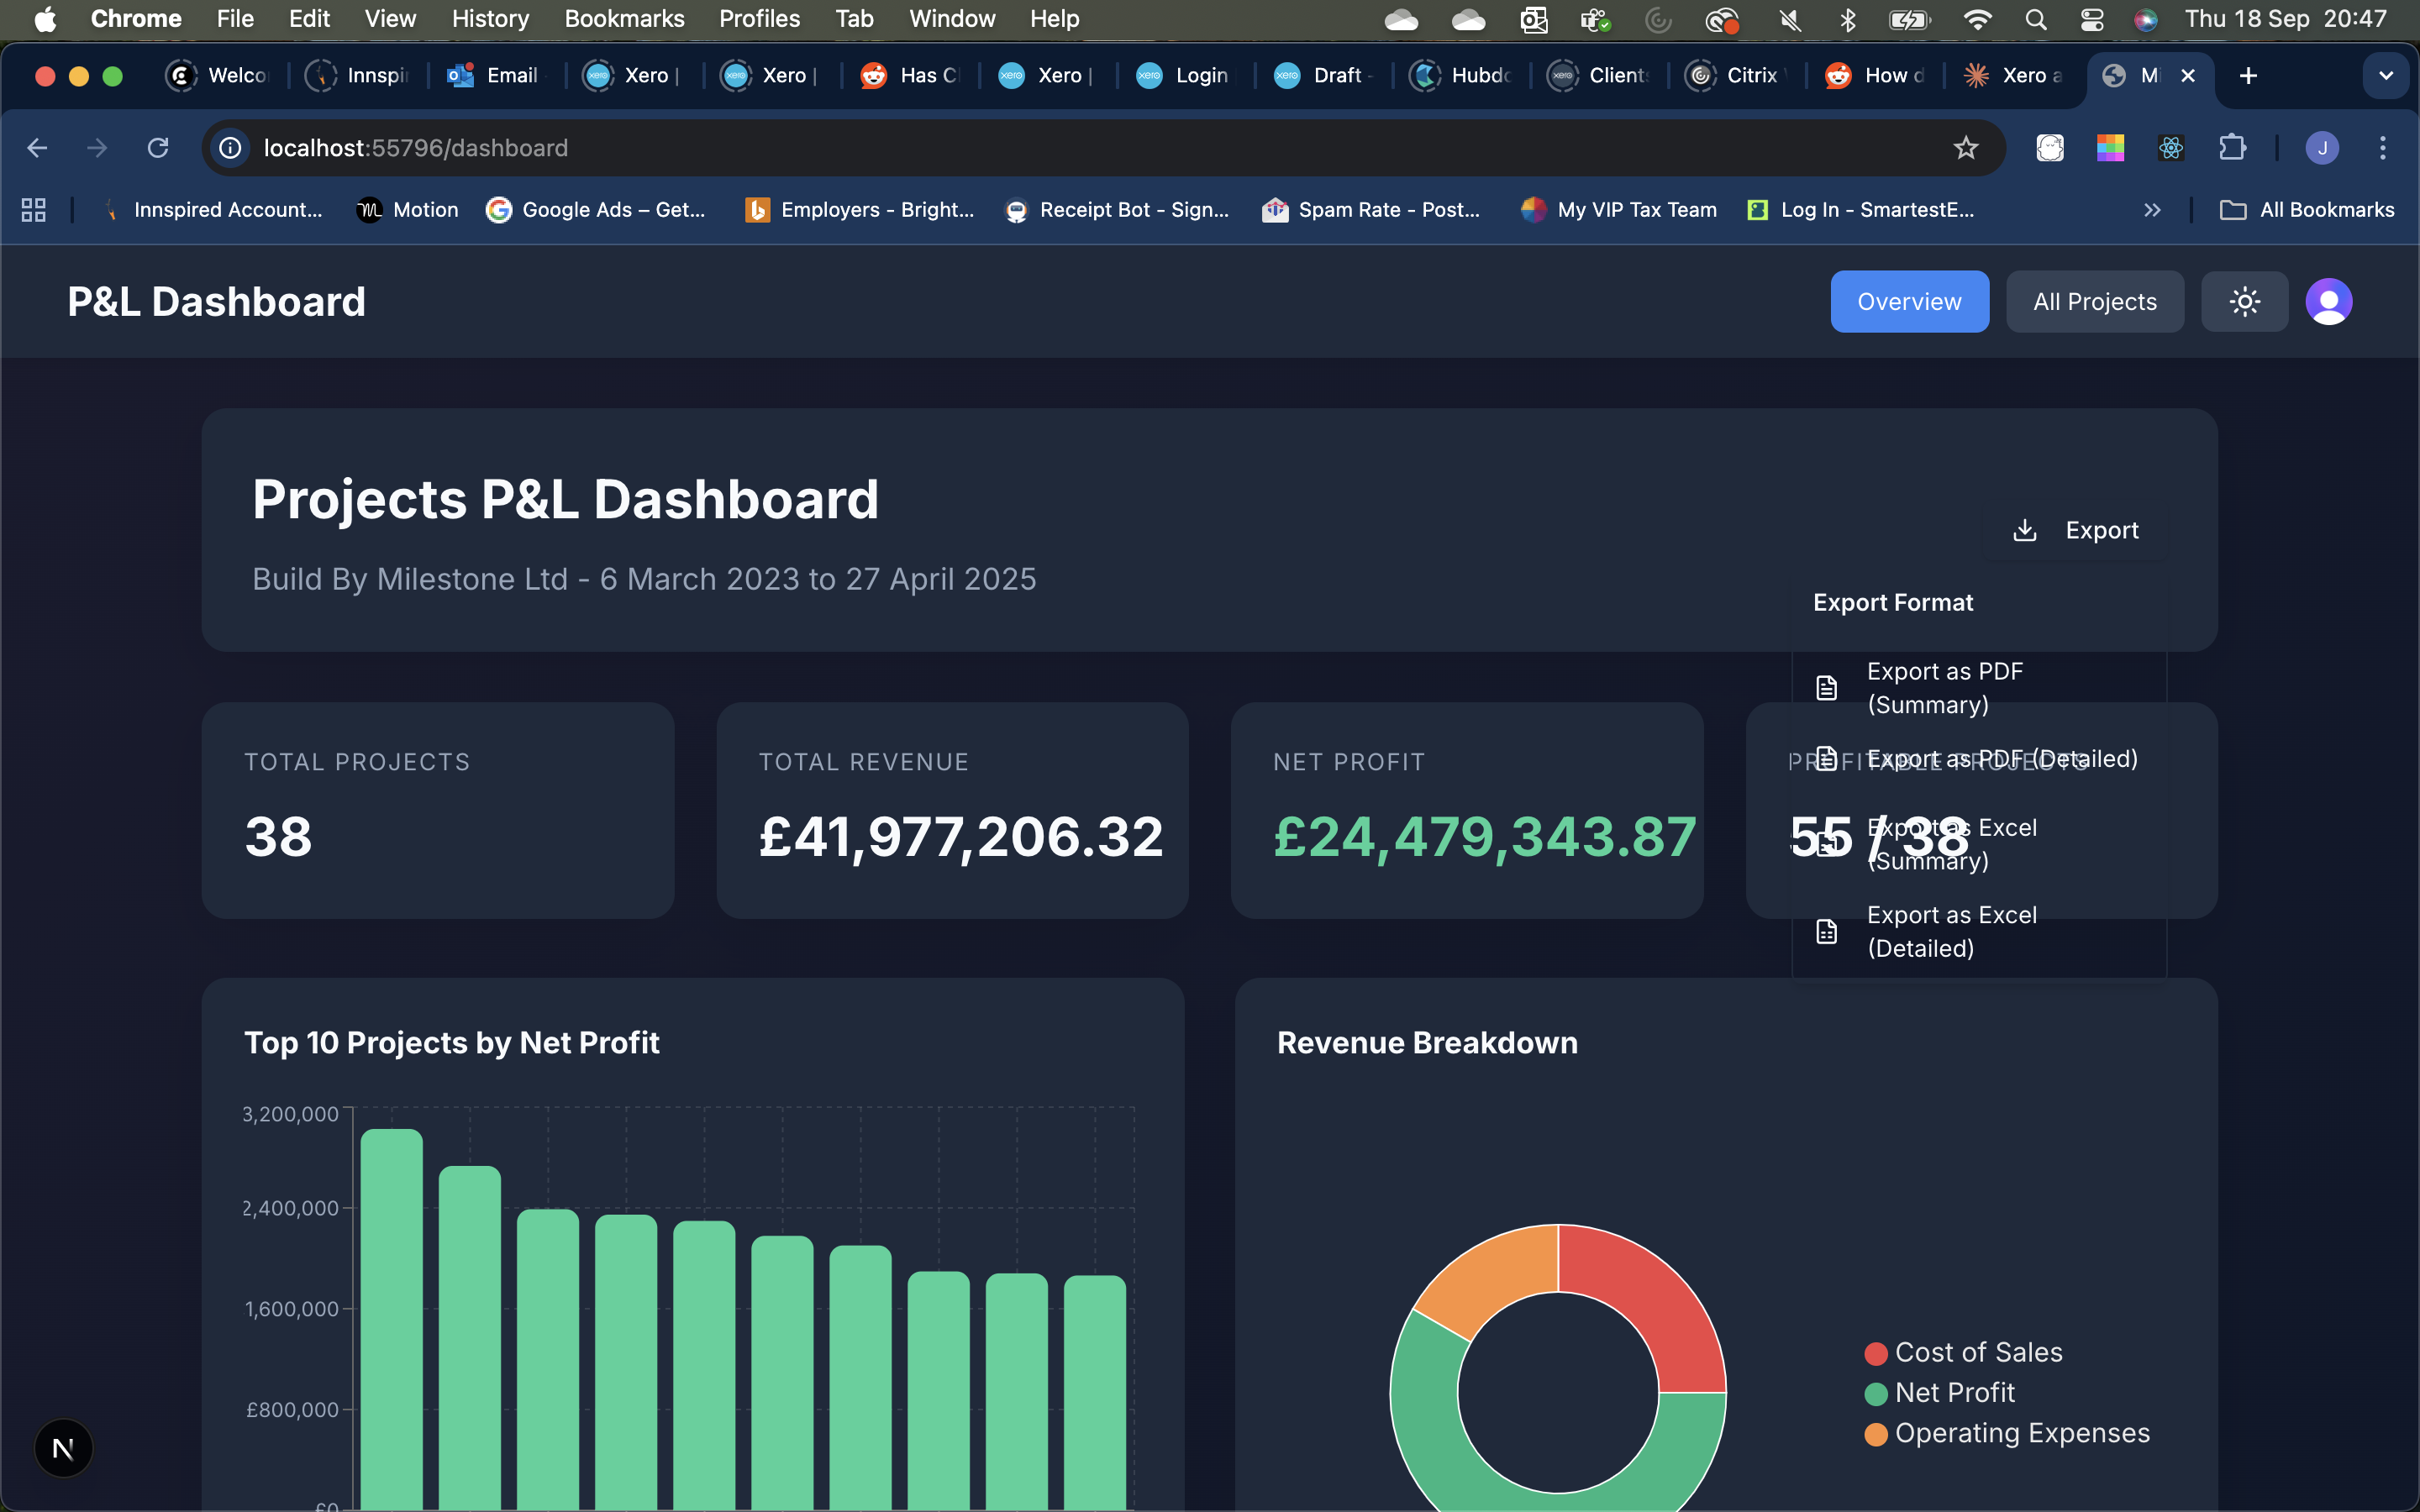 Chrome File Edit View History Bookmarks Profiles Tab Window Help Thu 18 Sep 20:47
Welco Innspir Email Xero | Xero | Has C Xero | Login Draft - Hubdo Clients Citrix How d Xero a Mi
localhost:55796/dashboard
J
Innspired Account... Motion Google Ads – Get... Employers - Bright... Receipt Bot - Sign... Spam Rate - Post... My VIP Tax Team Log In - SmartestE... All Bookmarks
P&L Dashboard
Overview
All Projects
Projects P&L Dashboard
Build By Milestone Ltd - 6 March 2023 to 27 April 2025
Export
Export Format
Export as PDF
(Summary)
Export as PDF (Detailed)
Export as Excel
(Summary)
Export as Excel
(Detailed)
TOTAL PROJECTS
38
TOTAL REVENUE
£41,977,206.32
NET PROFIT
£24,479,343.87
PROFITABLE PROJECTS
55 / 38
Top 10 Projects by Net Profit
3,200,000
2,400,000
1,600,000
£800,000
£0
Revenue Breakdown
Cost of Sales
Net Profit
Operating Expenses
N